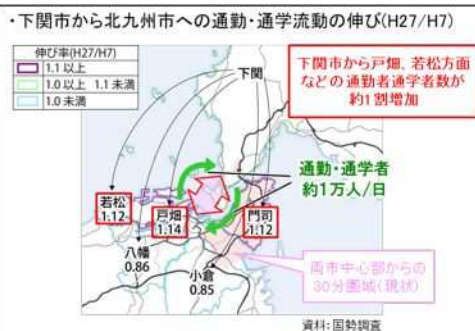 ・下関市から北九州市への通勤・通学流動の伸び(H27/H7)
伸び率(H27/H7)
1.1 以上
1.0 以上 1.1 未満
1.0 未満
下関
下関市から戸畑、若松方面
などの通勤者通学者数が
約1割増加
通勤・通学者
約1万人/日
若松
1.12
戸畑
1.14
門司
1.12
八幡
0.86
小倉
0.85
両市中心部からの
30分圏域(現状)
資料:国勢調査